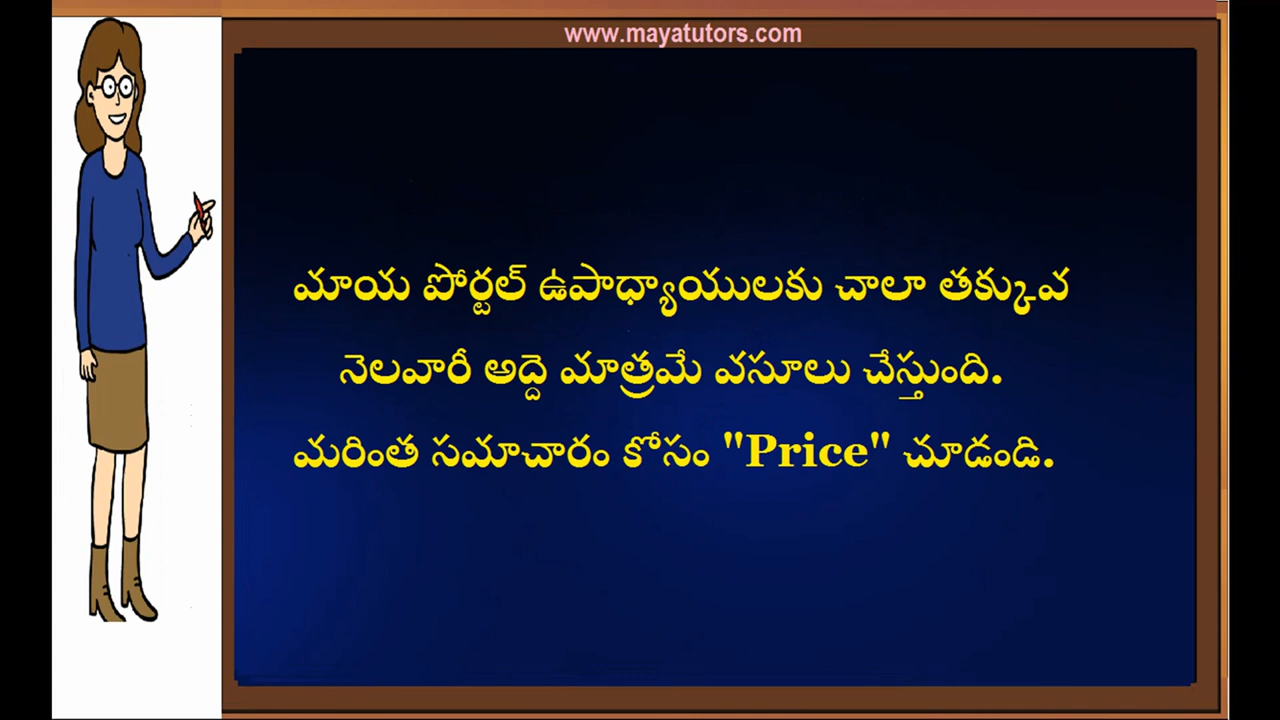 www.mayatutors.com
మాయ పోర్టల్ ఉపాధ్యాయులకు చాలా తక్కువ
నెలవారీ అద్దె మాత్రమే వసూలు చేస్తుంది.
మరింత సమాచారం కోసం "Price" చూడండి.